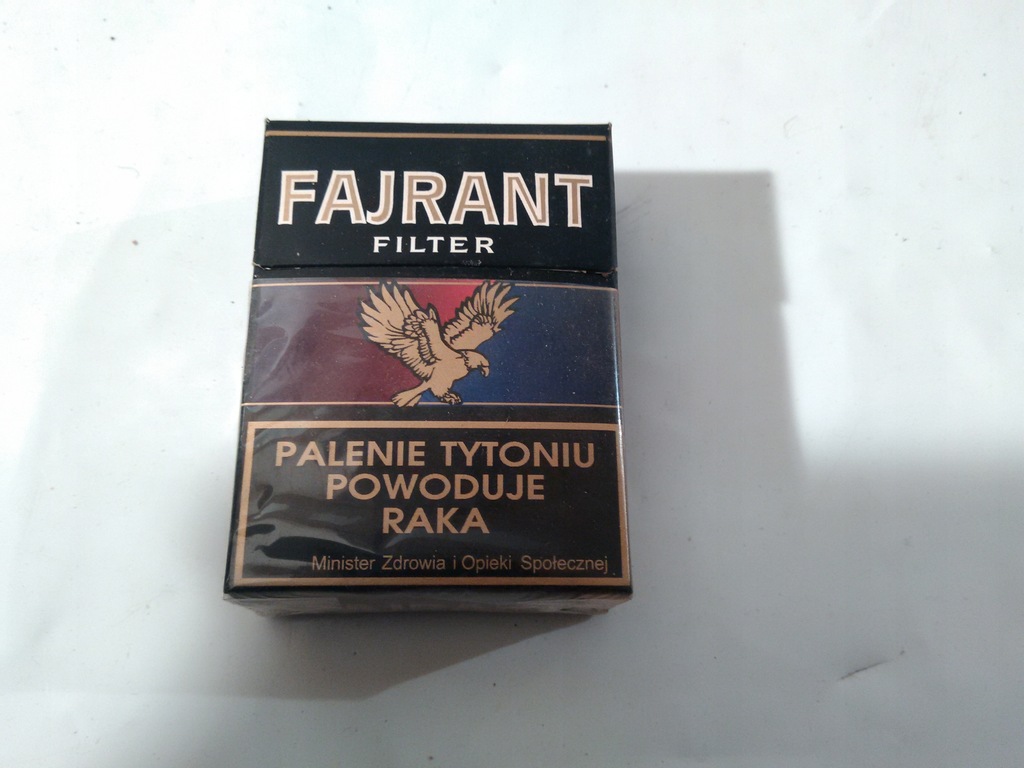 FAJRANT
FILTER
PALENIE TYTONIU
POWODUJE
RAKA
Minister Zdrowia i Opieki Społecznej